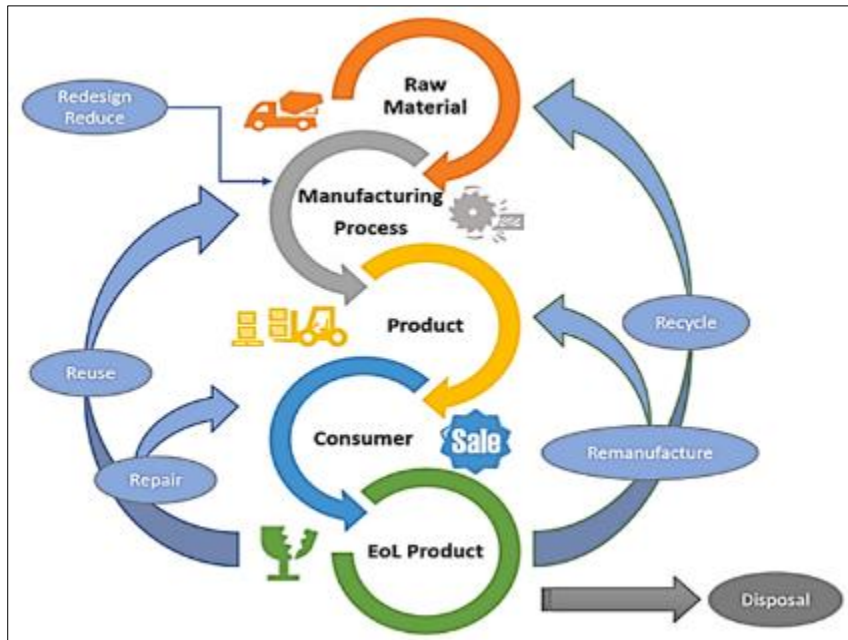 Raw
Material
Redesign
Reduce
Manufacturing
Process
Product
Recycle
Reuse
Consumer
Sale
Remanufacture
Repair
EoL Product
Disposal